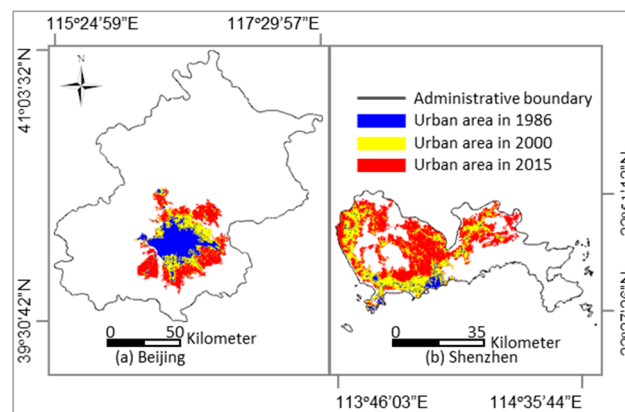 115°24'59"E 117°29'57"E
N
41°03'32"N
39°30'42"N
Administrative boundary
Urban area in 1986
Urban area in 2000
Urban area in 2015
0 50 Kilometer
(a) Beijing
0 35 Kilometer
(b) Shenzhen
113°46'03"E 114°35'44"E